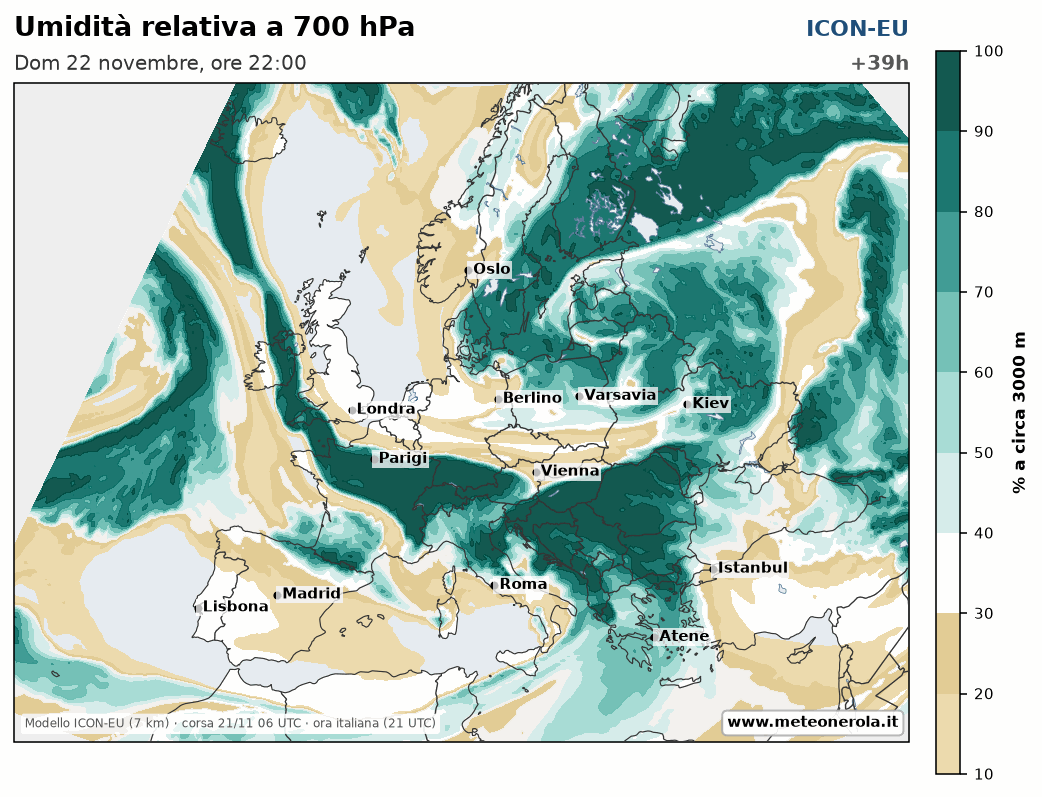 Umidità relativa a 700 hPa
ICON-EU
Dom 22 novembre, ore 22:00
+39h
100
90
80
70
60
50
40
30
20
10
% a circa 3000 m
Oslo
Berlino
Varsavia
Kiev
Londra
Parigi
Vienna
Istanbul
Roma
Madrid
Lisbona
Atene
Modello ICON-EU (7 km) · corsa 21/11 06 UTC · ora italiana (21 UTC)
www.meteonerola.it